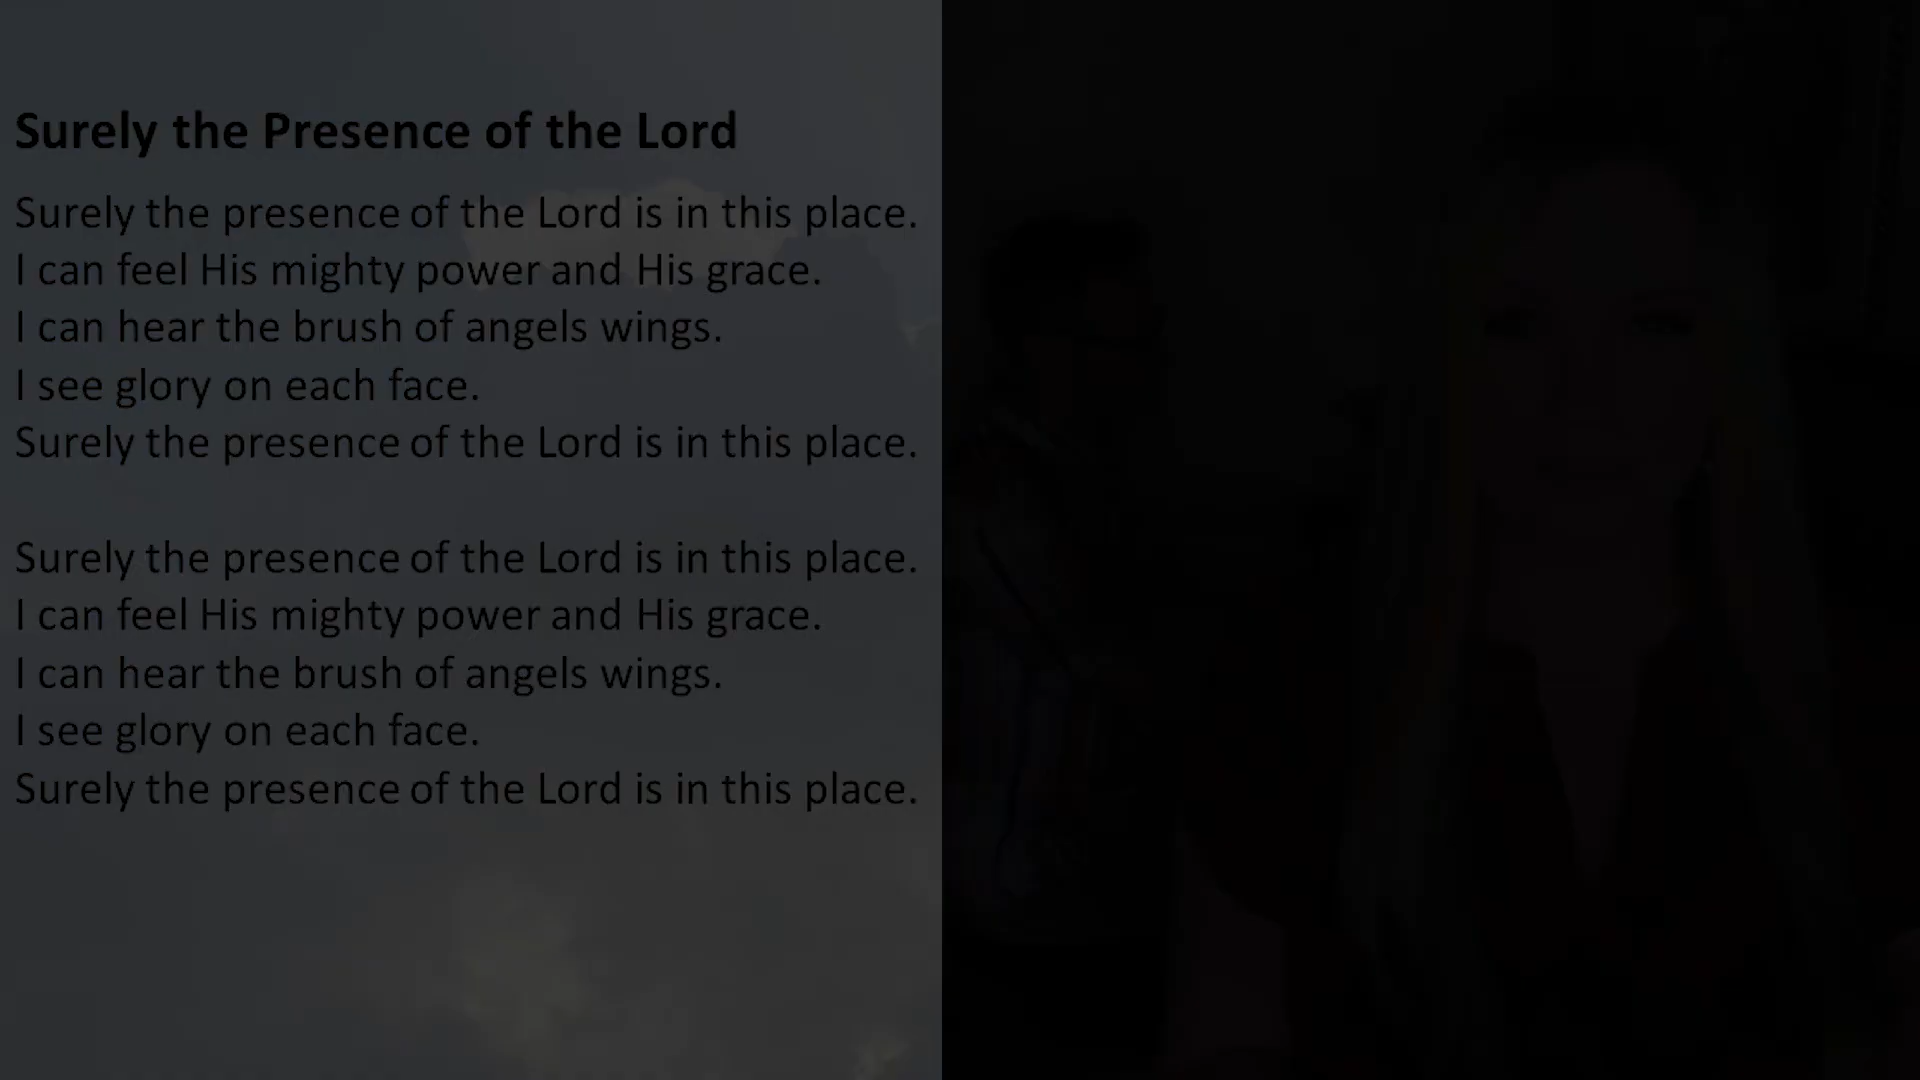 Surely the Presence of the Lord
Surely the presence of the Lord is in this place.
I can feel His mighty power and His grace.
I can hear the brush of angels wings.
I see glory on each face.
Surely the presence of the Lord is in this place.
Surely the presence of the Lord is in this place.
I can feel His mighty power and His grace.
I can hear the brush of angels wings.
I see glory on each face.
Surely the presence of the Lord is in this place.